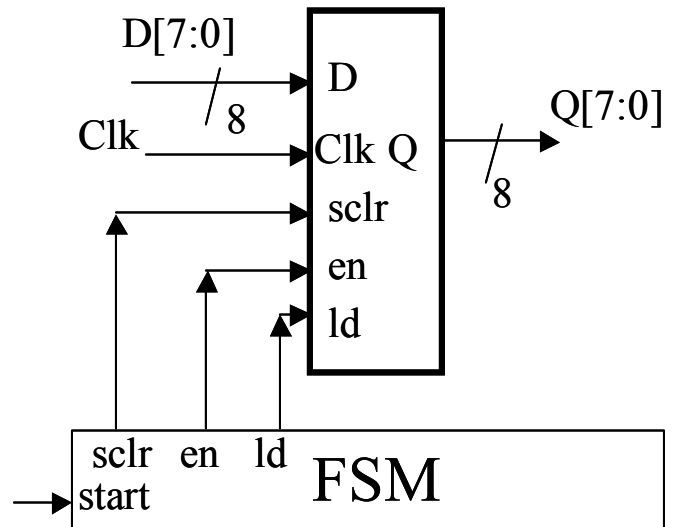 D[7:0]
8
D
Clk
Clk Q
Q[7:0]
8
sclr
en
ld
sclr en ld
start
FSM